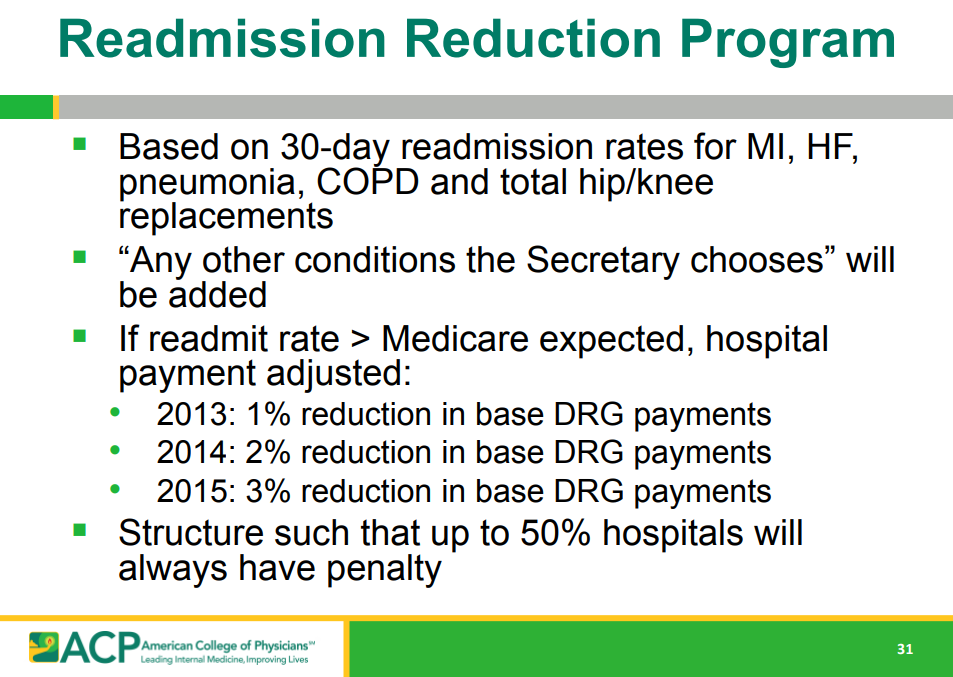 Readmission Reduction Program
▪ Based on 30-day readmission rates for MI, HF,
pneumonia, COPD and total hip/knee
replacements
▪ “Any other conditions the Secretary chooses” will
be added
▪ If readmit rate > Medicare expected, hospital
payment adjusted:
• 2013: 1% reduction in base DRG payments
• 2014: 2% reduction in base DRG payments
• 2015: 3% reduction in base DRG payments
▪ Structure such that up to 50% hospitals will
always have penalty
ACP American College of Physicians℠
Leading Internal Medicine, Improving Lives
31